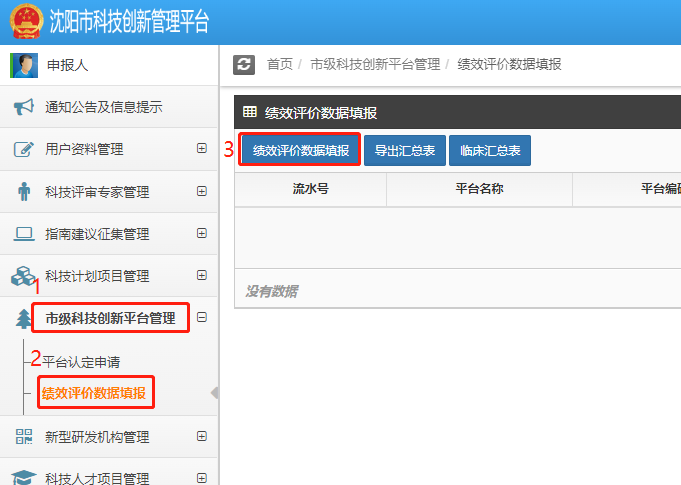 沈阳市科技创新管理平台
申报人
通知公告及信息提示
用户资料管理
科技评审专家管理
指南建议征集管理
科技计划项目管理
1
市级科技创新平台管理
2
平台认定申请
绩效评价数据填报
新型研发机构管理
科技人才项目管理
首页 / 市级科技创新平台管理 / 绩效评价数据填报
绩效评价数据填报
3
绩效评价数据填报 导出汇总表 临床汇总表
流水号 平台名称 平台编码
没有数据